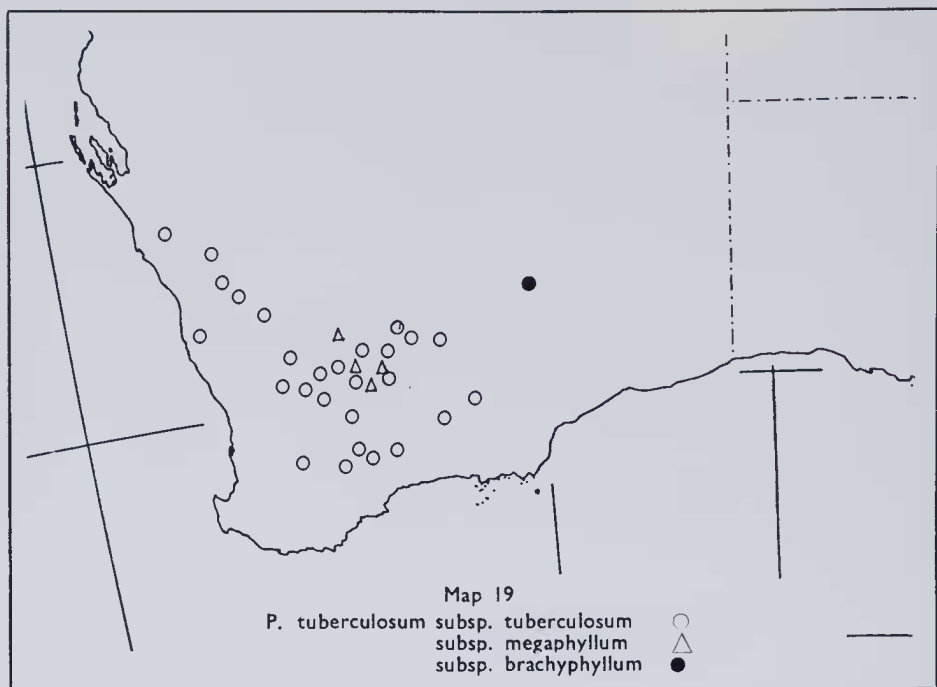 Map 19
P. tuberculosum subsp. tuberculosum
subsp. megaphyllum
subsp. brachyphyllum